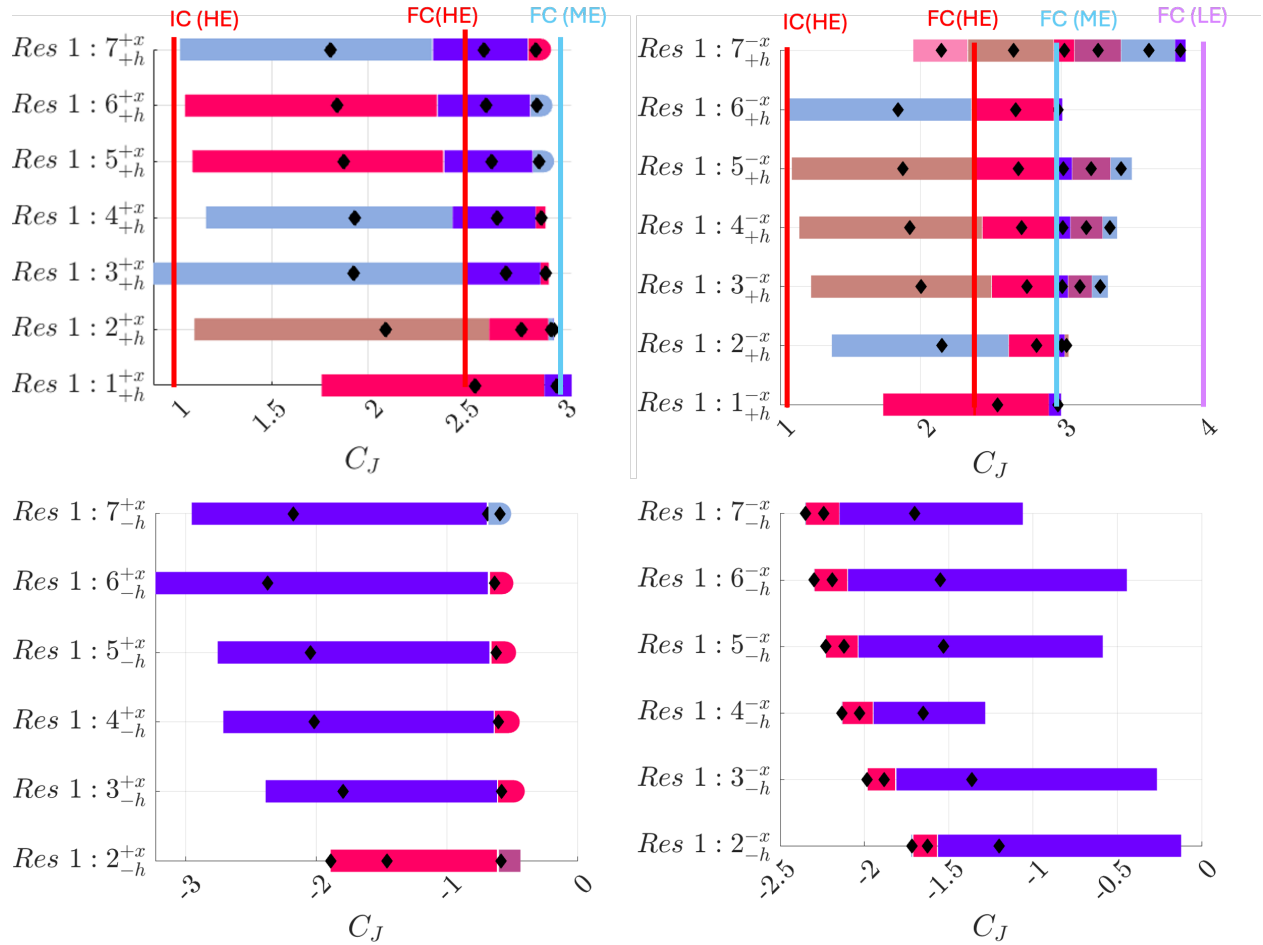 IC (HE) FC(HE) FC (ME)
Res 1 : 7^{+x}_{+h}
Res 1 : 6^{+x}_{+h}
Res 1 : 5^{+x}_{+h}
Res 1 : 4^{+x}_{+h}
Res 1 : 3^{+x}_{+h}
Res 1 : 2^{+x}_{+h}
Res 1 : 1^{+x}_{+h}
1 1.5 2 2.5 3
C_J
IC(HE) FC(HE) FC (ME) FC (LE)
Res 1 : 7^{-x}_{+h}
Res 1 : 6^{-x}_{+h}
Res 1 : 5^{-x}_{+h}
Res 1 : 4^{-x}_{+h}
Res 1 : 3^{-x}_{+h}
Res 1 : 2^{-x}_{+h}
Res 1 : 1^{-x}_{+h}
1 2 3 4
C_J
Res 1 : 7^{+x}_{-h}
Res 1 : 6^{+x}_{-h}
Res 1 : 5^{+x}_{-h}
Res 1 : 4^{+x}_{-h}
Res 1 : 3^{+x}_{-h}
Res 1 : 2^{+x}_{-h}
-3 -2 -1 0
C_J
Res 1 : 7^{-x}_{-h}
Res 1 : 6^{-x}_{-h}
Res 1 : 5^{-x}_{-h}
Res 1 : 4^{-x}_{-h}
Res 1 : 3^{-x}_{-h}
Res 1 : 2^{-x}_{-h}
-2.5 -2 -1.5 -1 -0.5 0
C_J